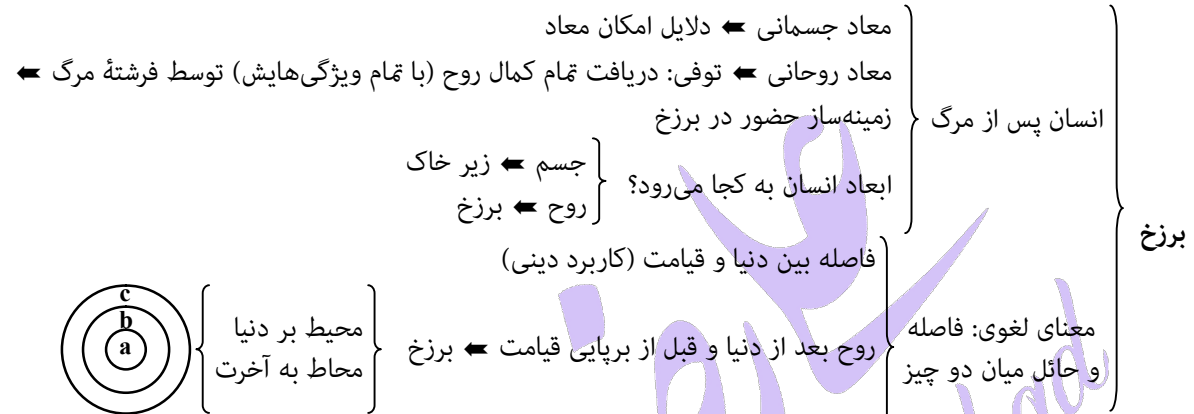 معاد جسمانی ⬅ دلایل امکان معاد
معاد روحانی ⬅ توفی: دریافت تمام کمال روح (با تمام ویژگی‌هایش) توسط فرشتهٔ مرگ ⬅
زمینه‌ساز حضور در برزخ
انسان پس از مرگ
ابعاد انسان به کجا می‌رود؟
جسم ⬅ زیر خاک
روح ⬅ برزخ
برزخ
فاصله بین دنیا و قیامت (کاربرد دینی)
معنای لغوی: فاصله
و حائل میان دو چیز
روح بعد از دنیا و قبل از برپایی قیامت ⬅ برزخ
محیط بر دنیا
محاط به آخرت
c
b
a